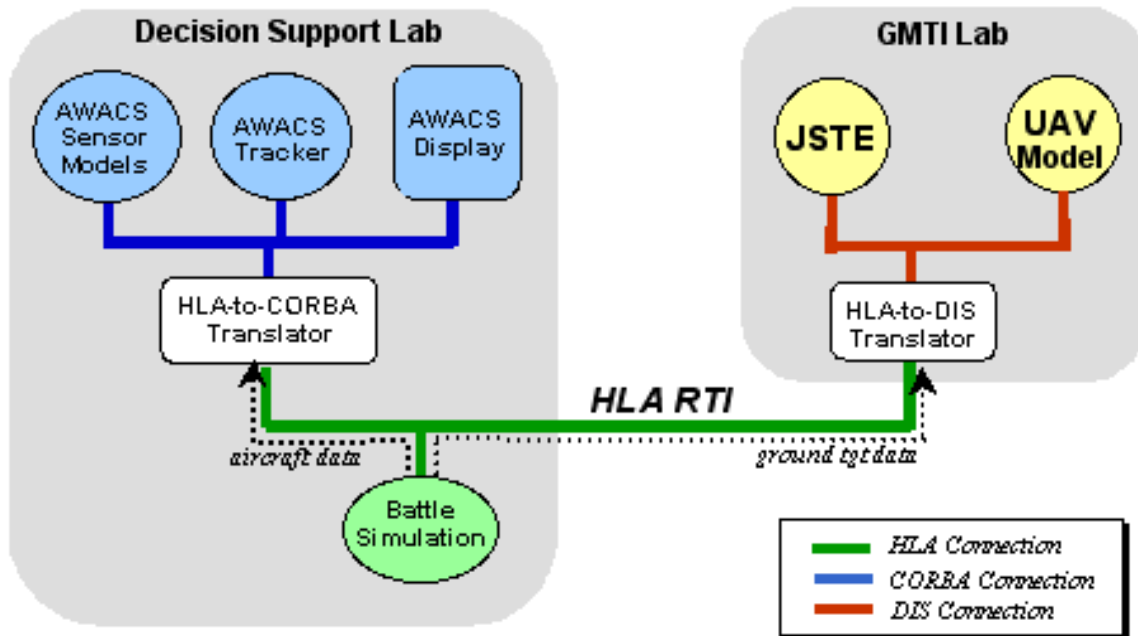 Decision Support Lab
GMTI Lab
AWACS
Sensor
Models
AWACS
Tracker
AWACS
Display
JSTE
UAV
Model
HLA-to-CORBA
Translator
HLA-to-DIS
Translator
HLA RTI
aircraft data
ground tgt data
Battle
Simulation
HLA Connection
CORBA Connection
DIS Connection